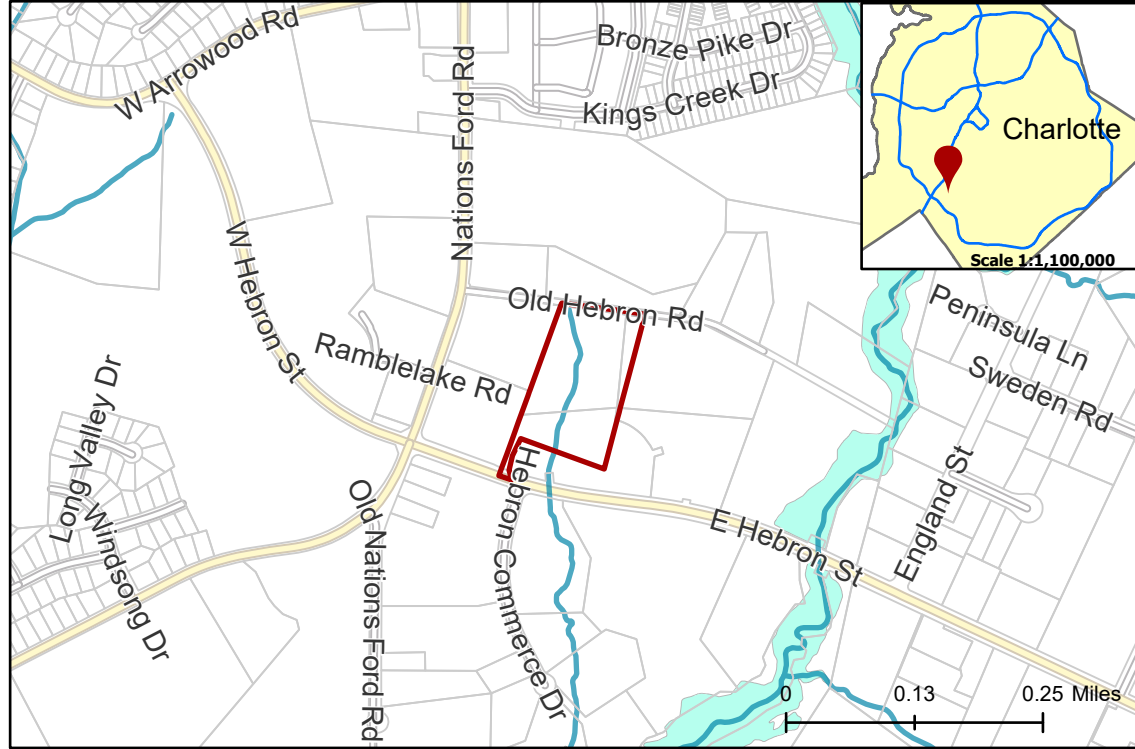 W Arrowood Rd
Nations Ford Rd
Bronze Pike Dr
Kings Creek Dr
Charlotte
Scale 1:1,100,000
W Hebron St
Old Hebron Rd
Ramblelake Rd
Peninsula Ln
Sweden Rd
Long Valley Dr
Windsong Dr
Old Nations Ford Rd
Hebron Commerce Dr
E Hebron St
England St
0 0.13 0.25 Miles